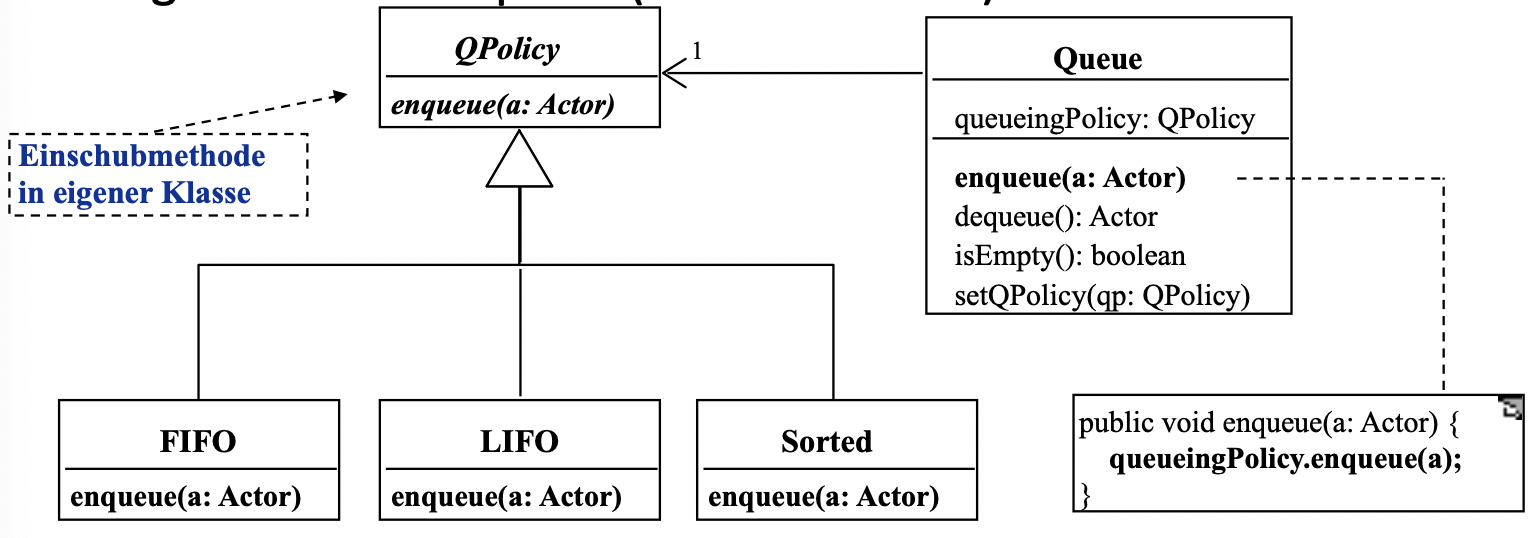 QPolicy
enqueue(a: Actor)
1
Queue
queueingPolicy: QPolicy
enqueue(a: Actor)
dequeue(): Actor
isEmpty(): boolean
setQPolicy(qp: QPolicy)
Einschubmethode
in eigener Klasse
FIFO
enqueue(a: Actor)
LIFO
enqueue(a: Actor)
Sorted
enqueue(a: Actor)
public void enqueue(a: Actor) {
queueingPolicy.enqueue(a);
}